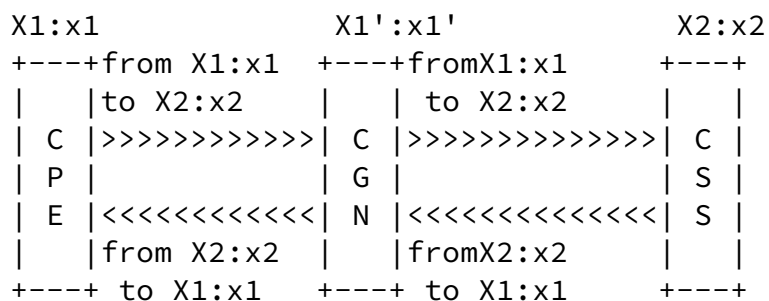 X1:x1            X1':x1'            X2:x2
+---+from X1:x1  +---+fromX1:x1     +---+
|   |to X2:x2    |   | to X2:x2     |   |
| C |>>>>>>>>>>>>| C |>>>>>>>>>>>>>>| C |
| P |            | G |              | S |
| E |<<<<<<<<<<<<| N |<<<<<<<<<<<<<<| S |
|   |from X2:x2  |   |fromX2:x2     |   |
+---+ to X1:x1   +---+ to X1:x1     +---+